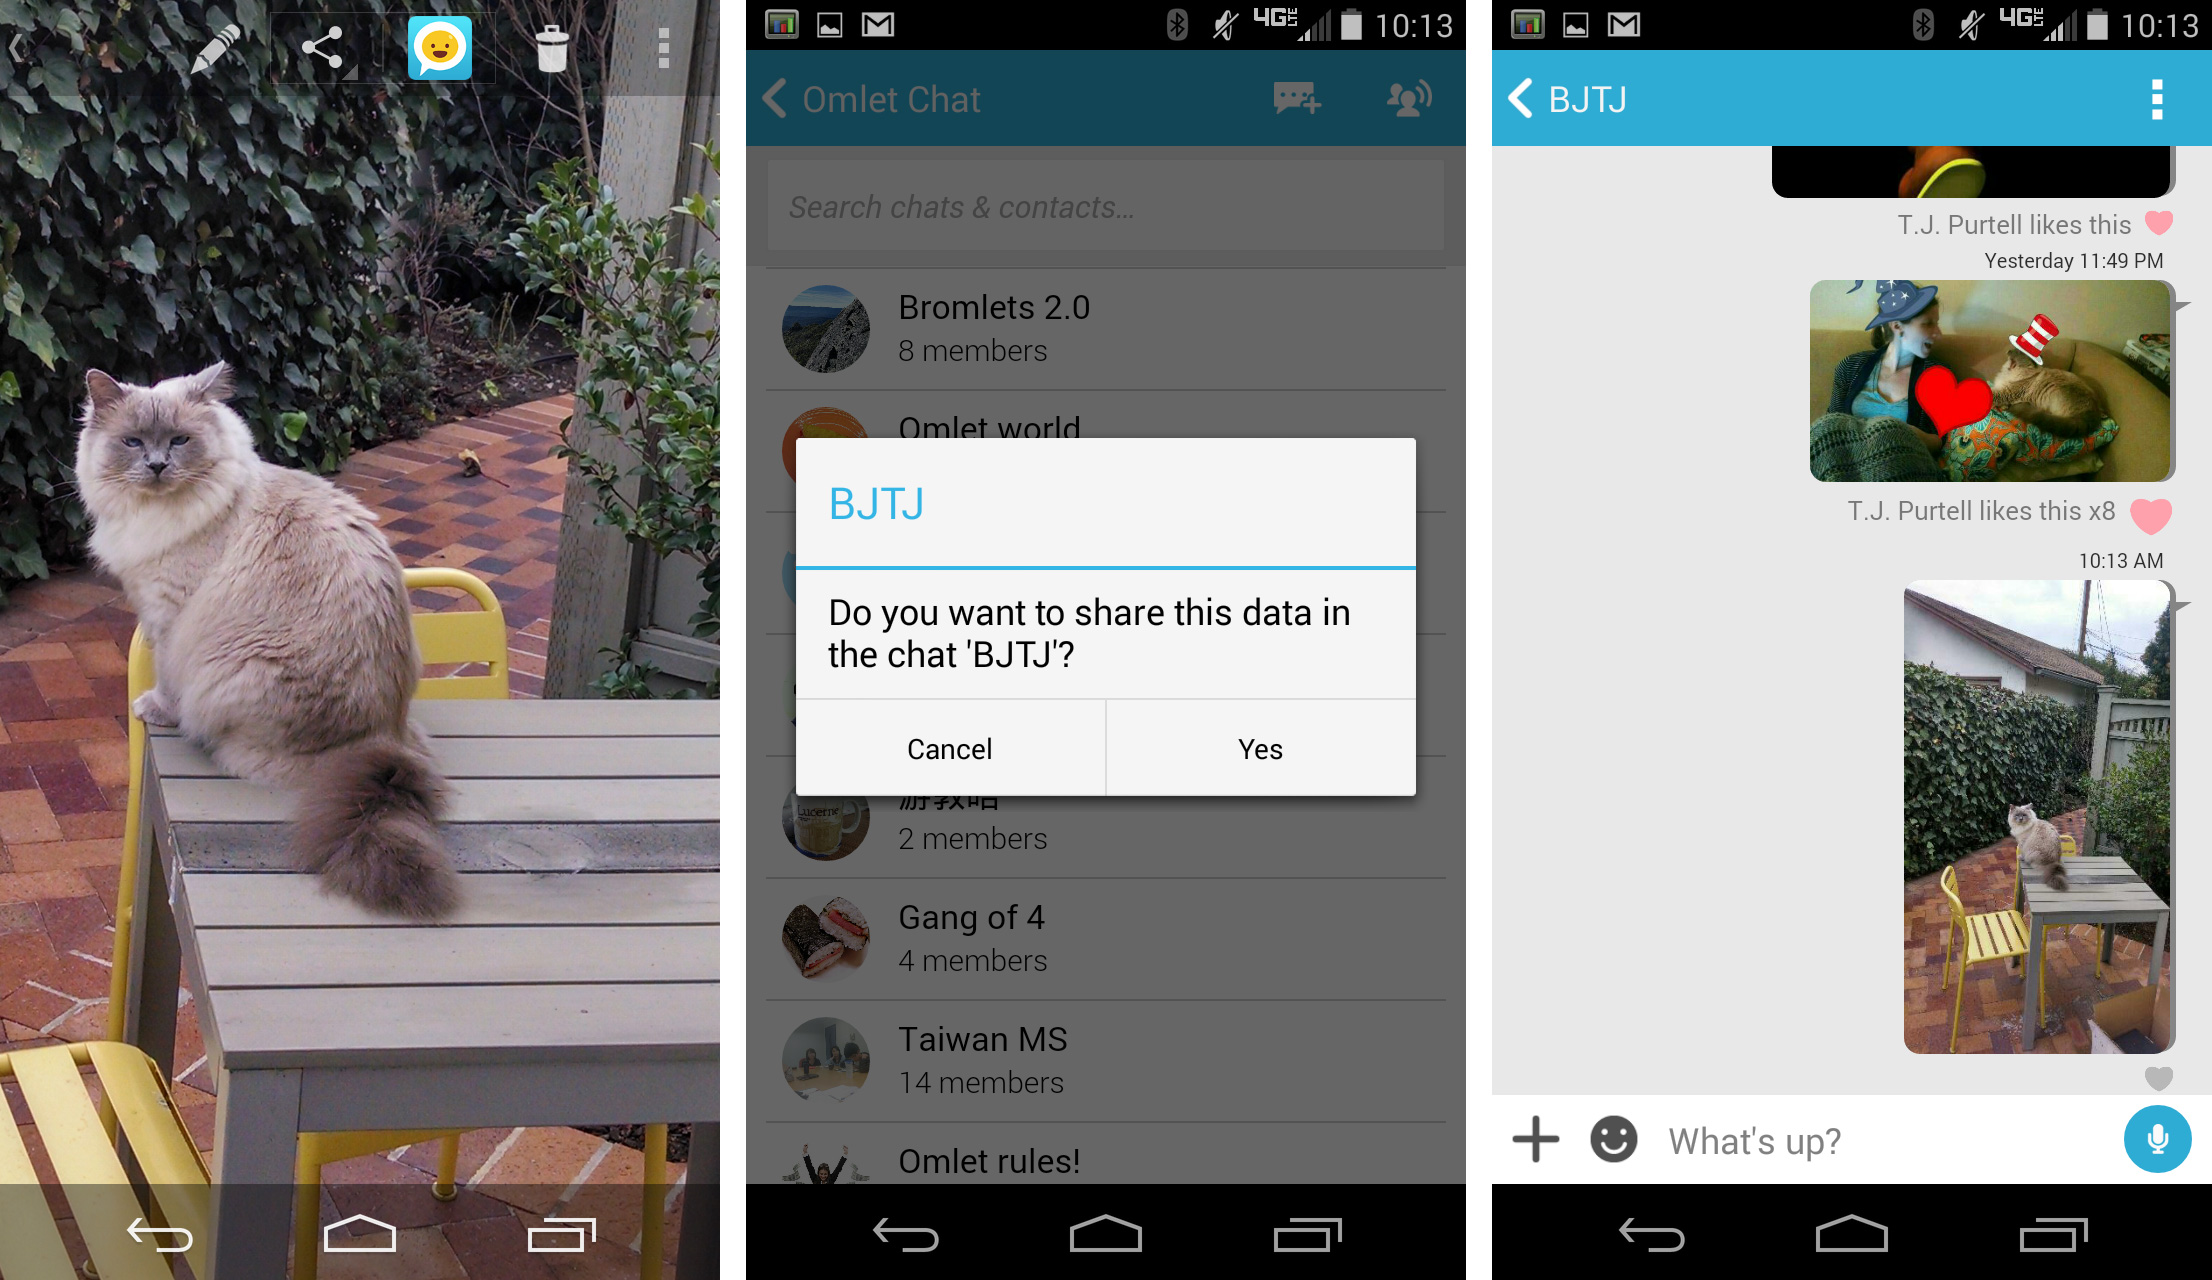 10:13
Omlet Chat
Search chats & contacts...
Bromlets 2.0
8 members
Omlet world
BJTJ
Do you want to share this data in
the chat 'BJTJ'?
Cancel
Yes
Lucerne
2 members
Gang of 4
4 members
Taiwan MS
14 members
Omlet rules!
4G LTE
10:13
BJTJ
T.J. Purtell likes this
Yesterday 11:49 PM
T.J. Purtell likes this x8
10:13 AM
What's up?
4G LTE